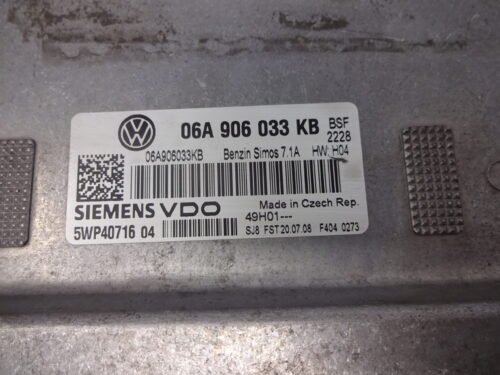 06A 906 033 KB BSF
2228
06A906033KB Benzin Simos 7.1A HW: H04
SIEMENS VDO Made in Czech Rep.
49H01---
5WP40716 04 SJ8 FST 20.07.08 F404 0273